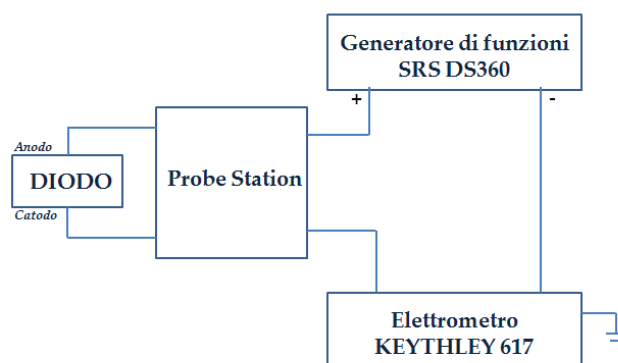 Generatore di funzioni
SRS DS360
+ -
Anodo
DIODO
Catodo
Probe Station
Elettrometro
KEYTHLEY 617